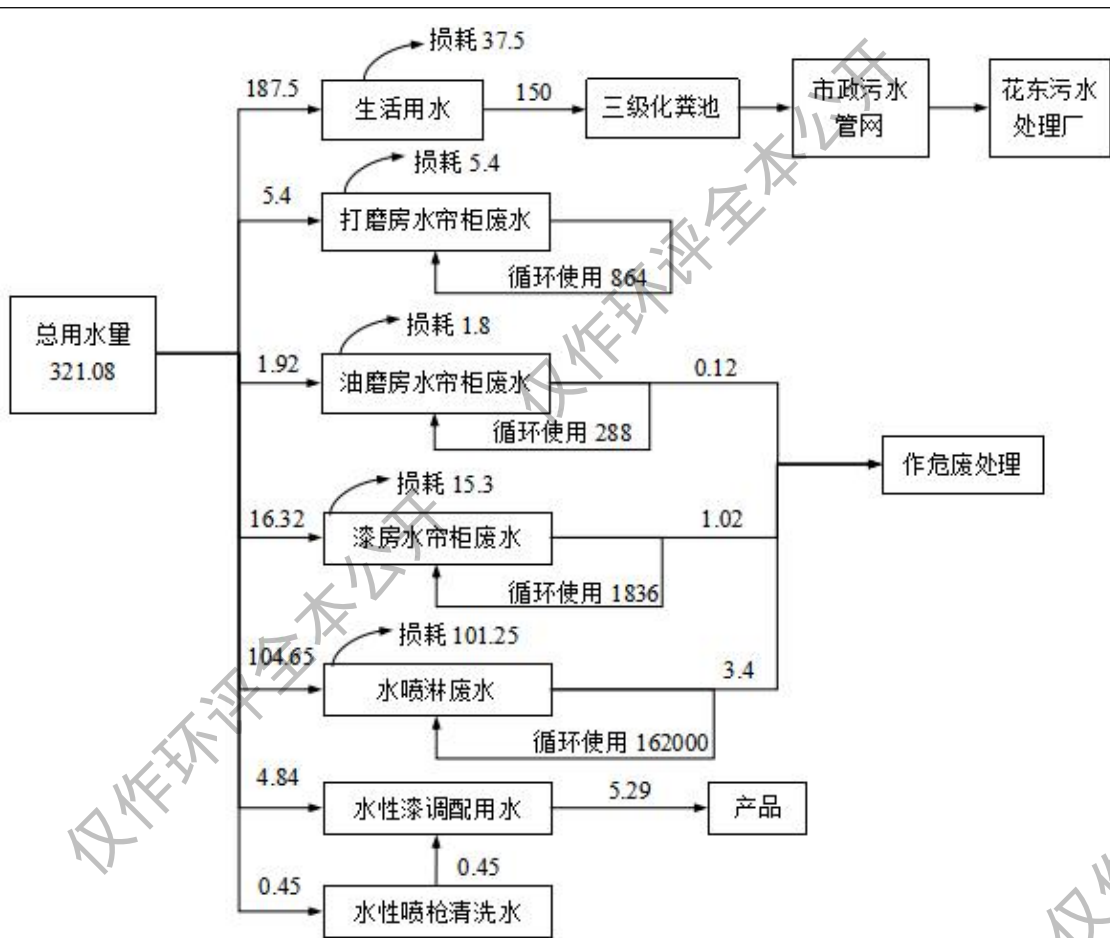 损耗 37.5
187.5
生活用水
150
三级化粪池
市政污水
管网
花东污水
处理厂
损耗 5.4
5.4
打磨房水帘柜废水
循环使用 864
总用水量
321.08
损耗 1.8
1.92
油磨房水帘柜废水
0.12
循环使用 288
作危废处理
损耗 15.3
16.32
漆房水帘柜废水
1.02
循环使用 1836
损耗 101.25
104.65
水喷淋废水
3.4
循环使用 162000
4.84
水性漆调配用水
5.29
产品
0.45
0.45
水性喷枪清洗水
仅作环评全本公开
仅作环评全本公开
仅作